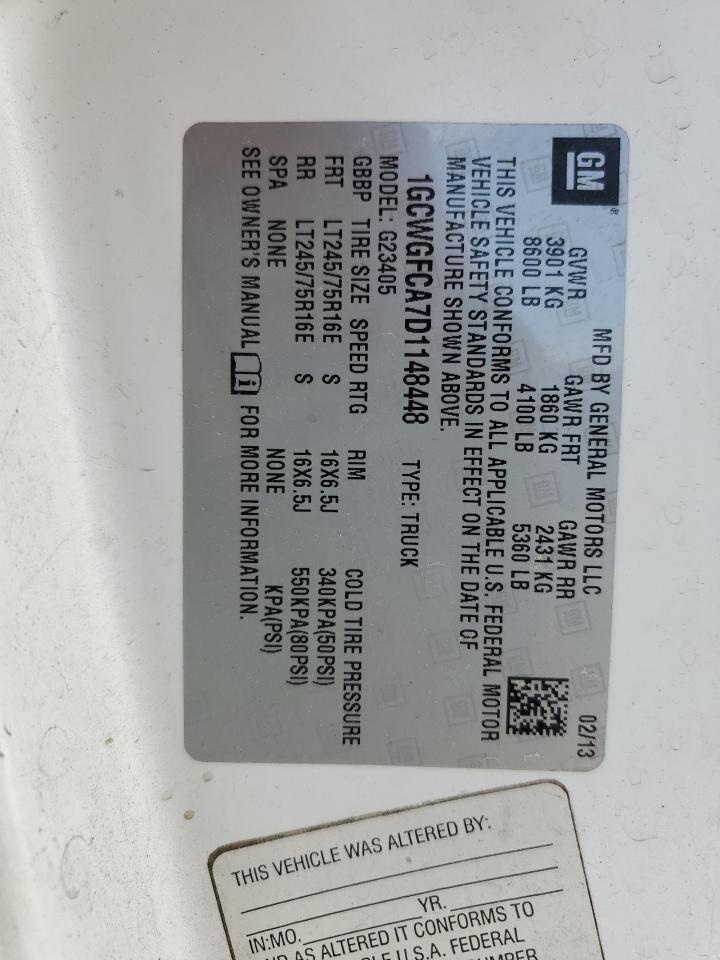 GM®
MFD BY GENERAL MOTORS LLC 02/13
GVWR GAWR FRT GAWR RR
3901 KG 1860 KG 2431 KG
8600 LB 4100 LB 5360 LB
THIS VEHICLE CONFORMS TO ALL APPLICABLE U.S. FEDERAL MOTOR
VEHICLE SAFETY STANDARDS IN EFFECT ON THE DATE OF
MANUFACTURE SHOWN ABOVE.
1GCWGFCA7D1148448 TYPE: TRUCK
MODEL: G23405
GBBP TIRE SIZE SPEED RTG RIM COLD TIRE PRESSURE
FRT LT245/75R16E S 16X6.5J 340KPA(50PSI)
RR LT245/75R16E S 16X6.5J 550KPA(80PSI)
SPA NONE NONE KPA(PSI)
SEE OWNER'S MANUAL i FOR MORE INFORMATION.
THIS VEHICLE WAS ALTERED BY:
IN:MO. YR.
AS ALTERED IT CONFORMS TO
U.S.A. FEDERAL